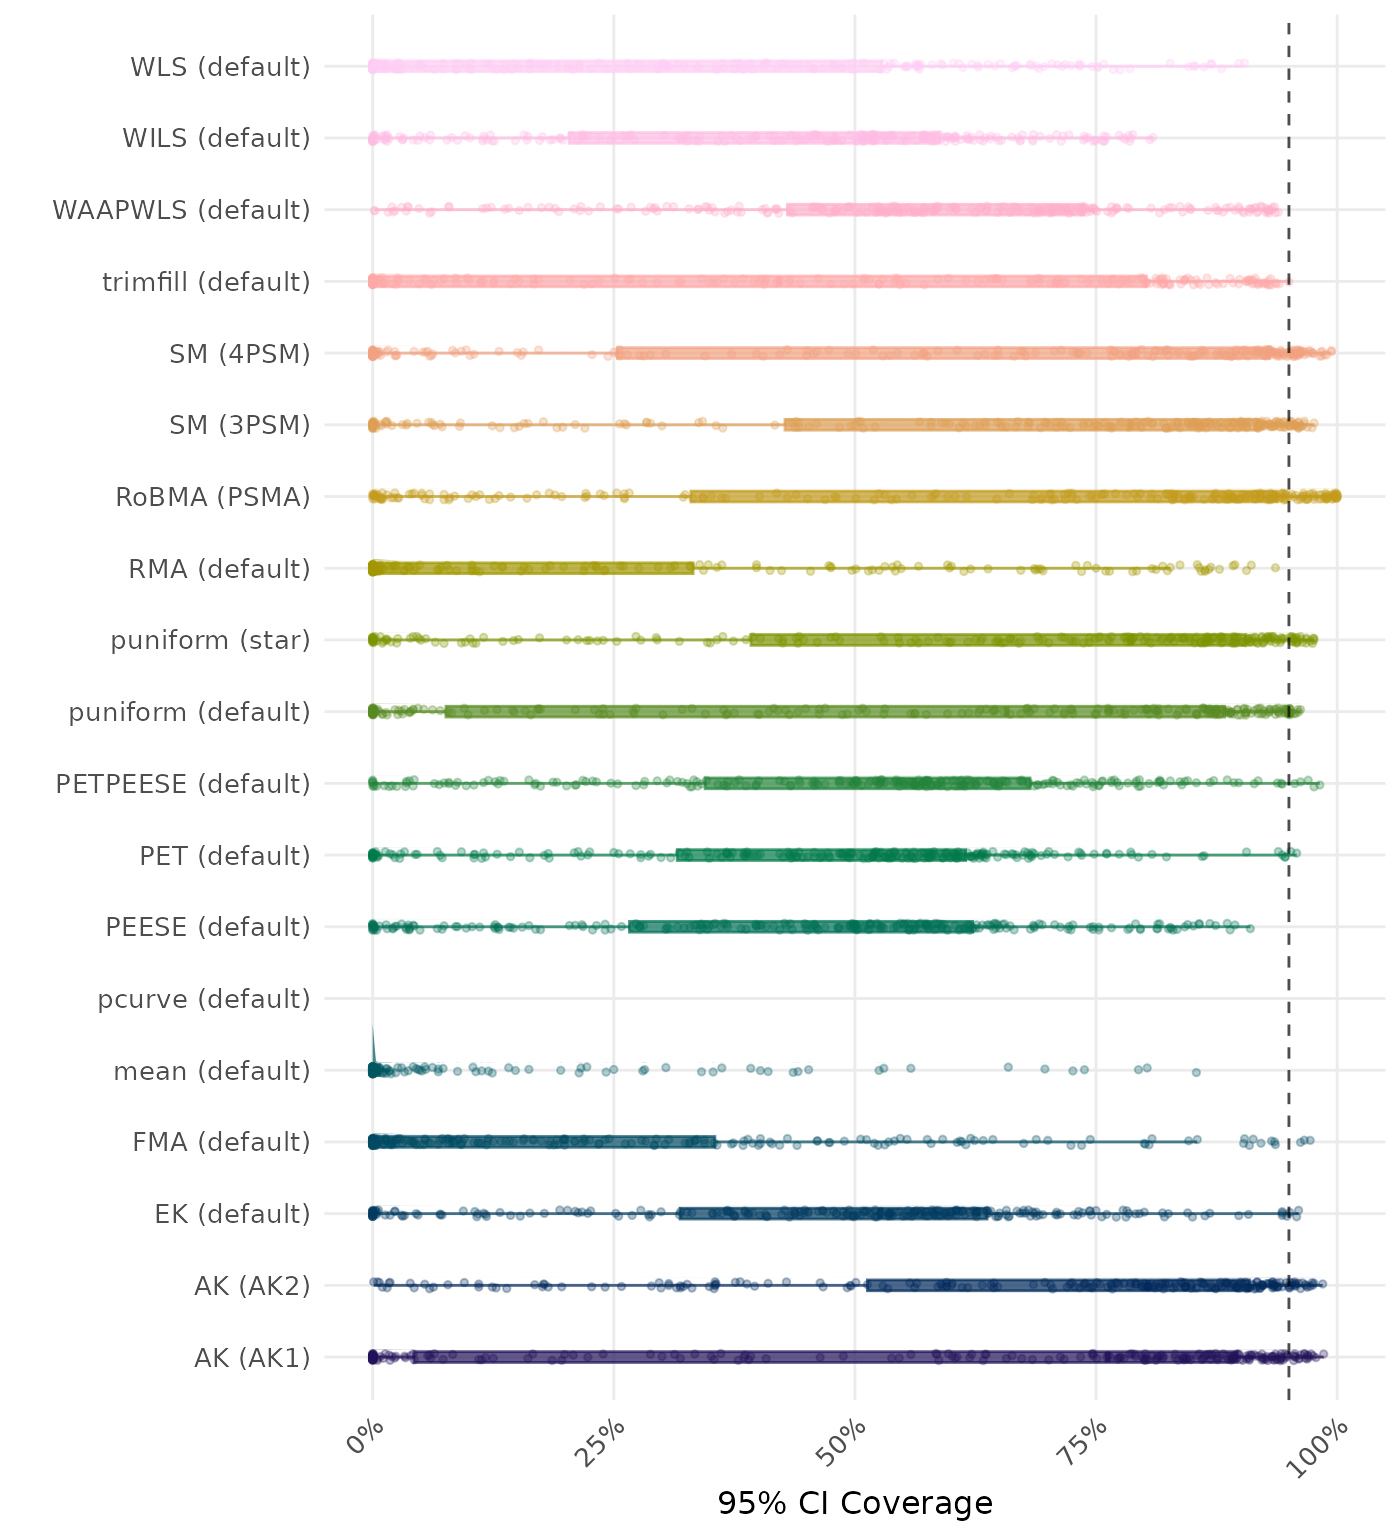 WLS (default)
WILS (default)
WAAPWLS (default)
trimfill (default)
SM (4PSM)
SM (3PSM)
RoBMA (PSMA)
RMA (default)
puniform (star)
puniform (default)
PETPEESE (default)
PET (default)
PEESE (default)
pcurve (default)
mean (default)
FMA (default)
EK (default)
AK (AK2)
AK (AK1)
0% 25% 50% 75% 100%
95% CI Coverage